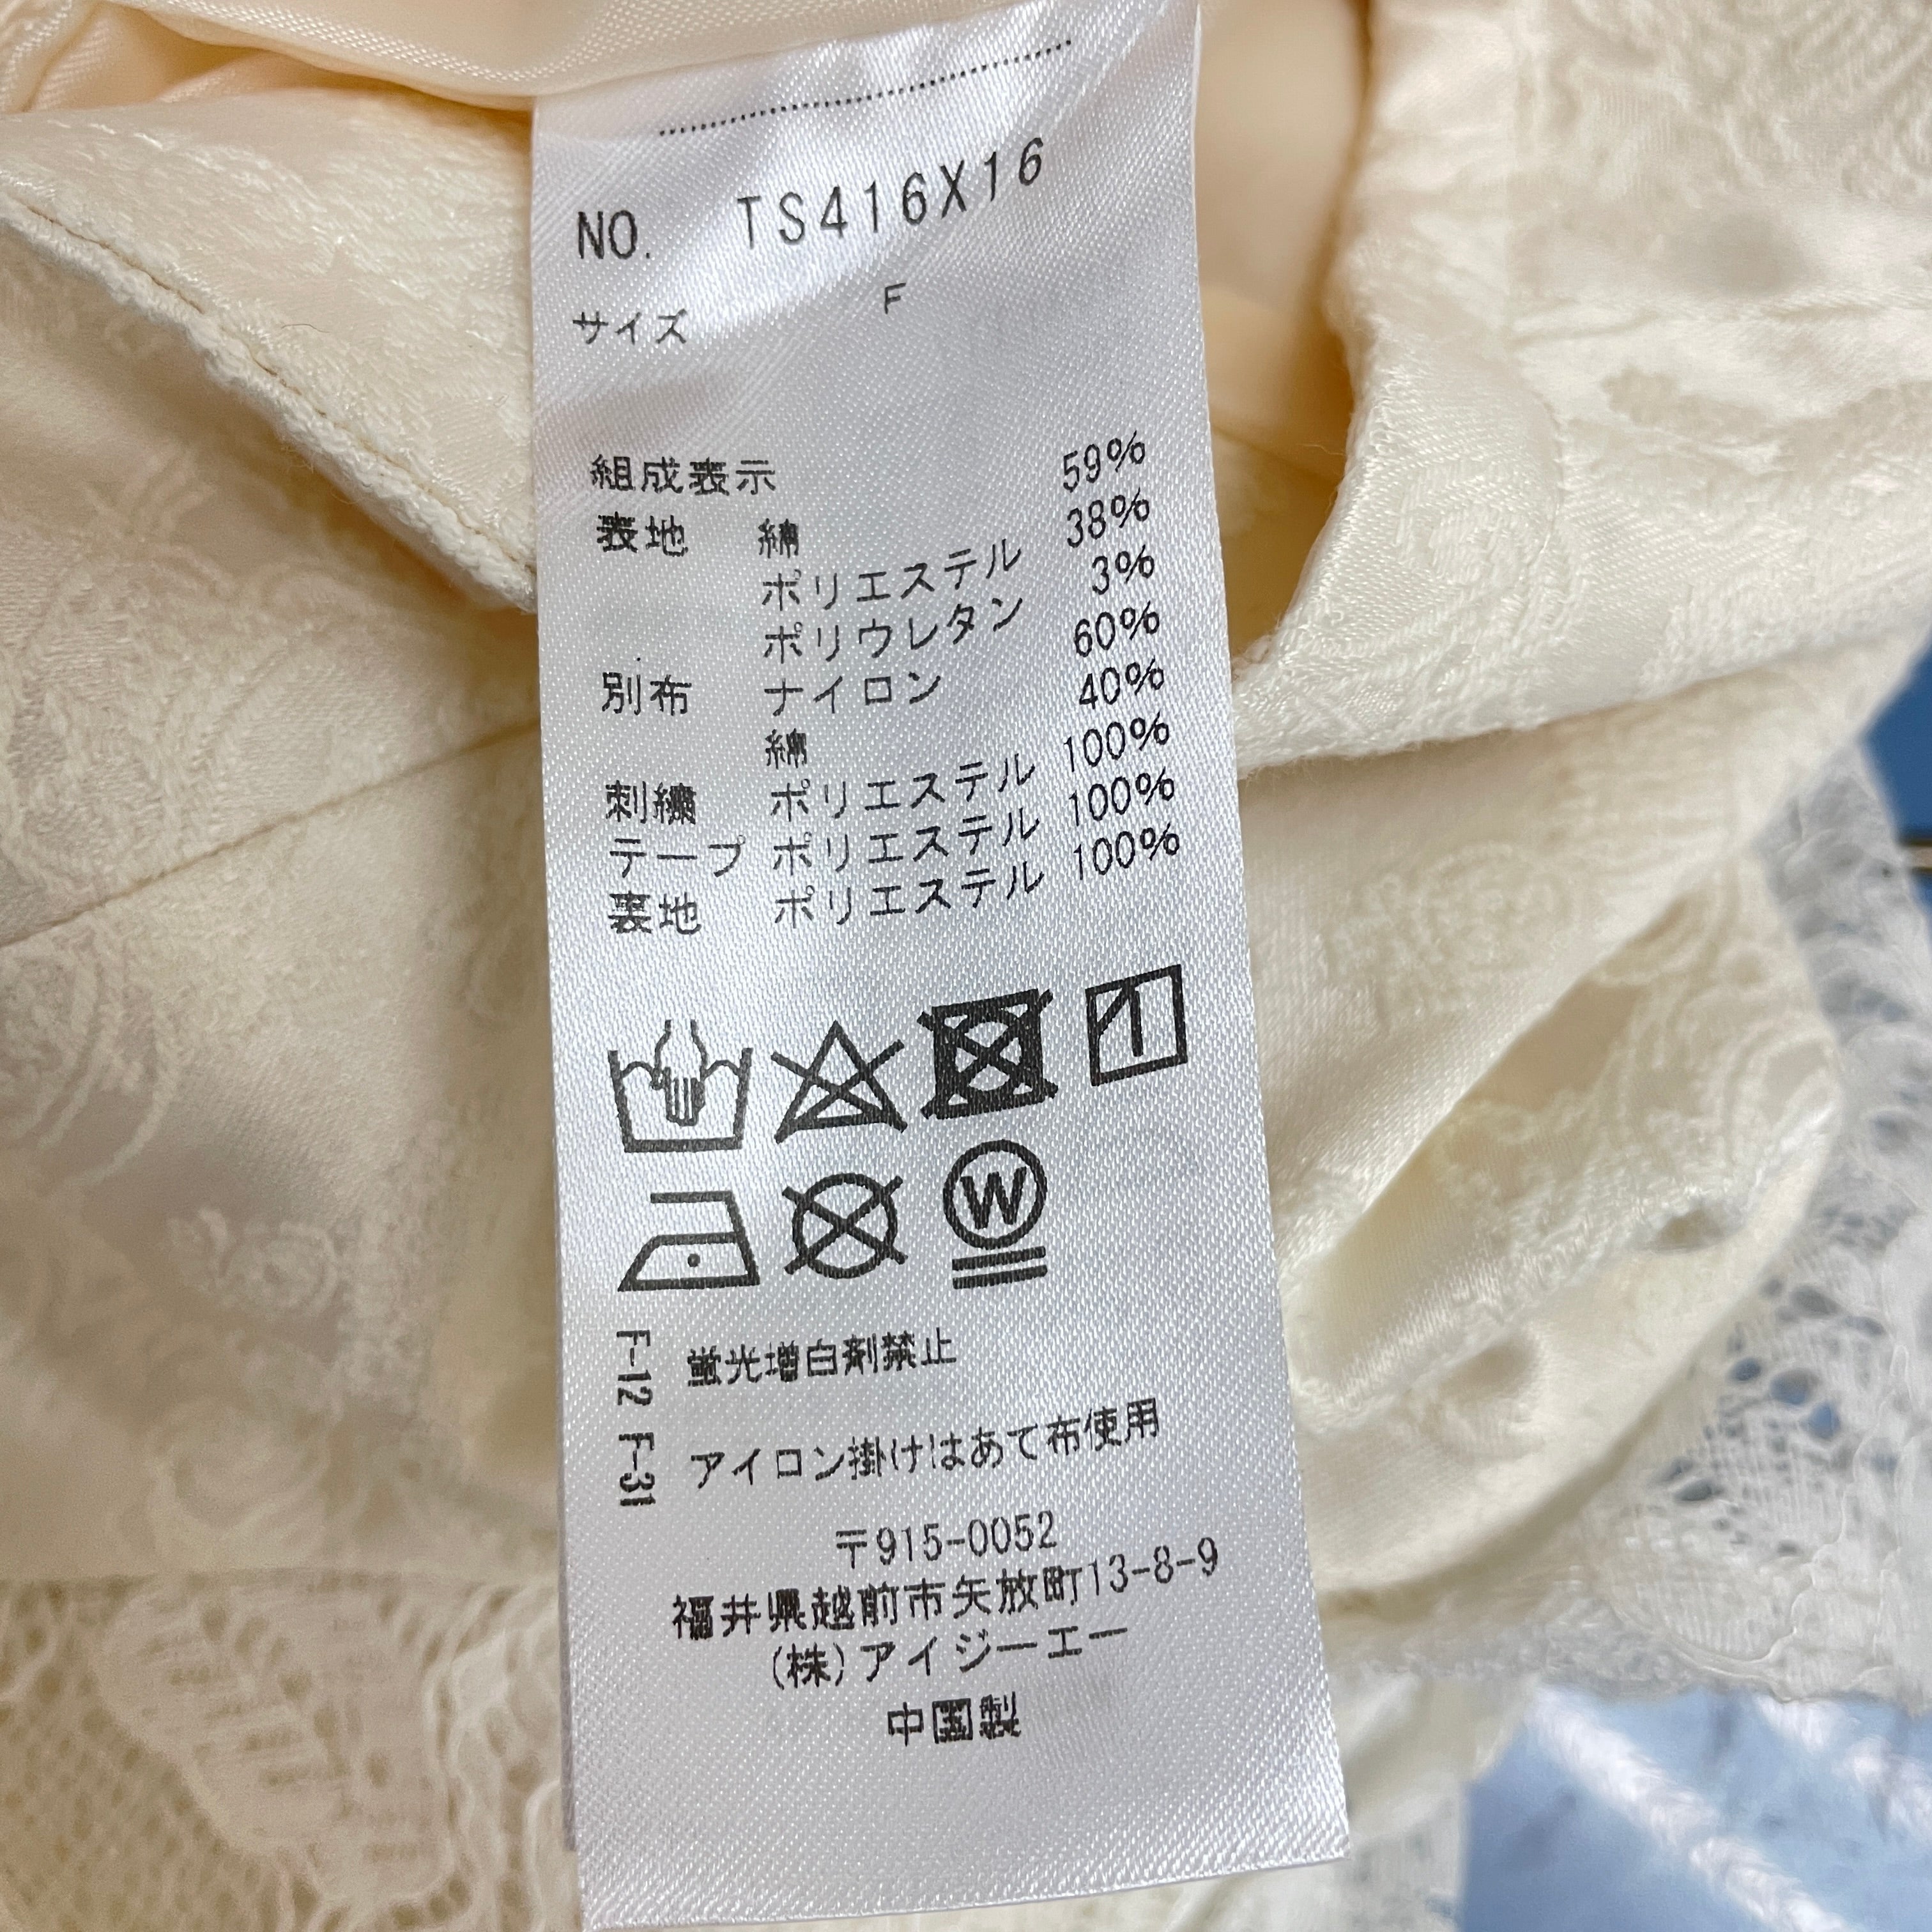 NO. TS416X16
サイズ F
組成表示
表地 綿 59%
ポリエステル 38%
ポリウレタン 3%
別布 ナイロン 60%
綿 40%
刺繍 ポリエステル 100%
テープ ポリエステル 100%
裏地 ポリエステル 100%
W
F-12 蛍光増白剤禁止
F-31 アイロン掛けはあて布使用
〒915-0052
福井県越前市矢放町13-8-9
(株)アイジーエー
中国製